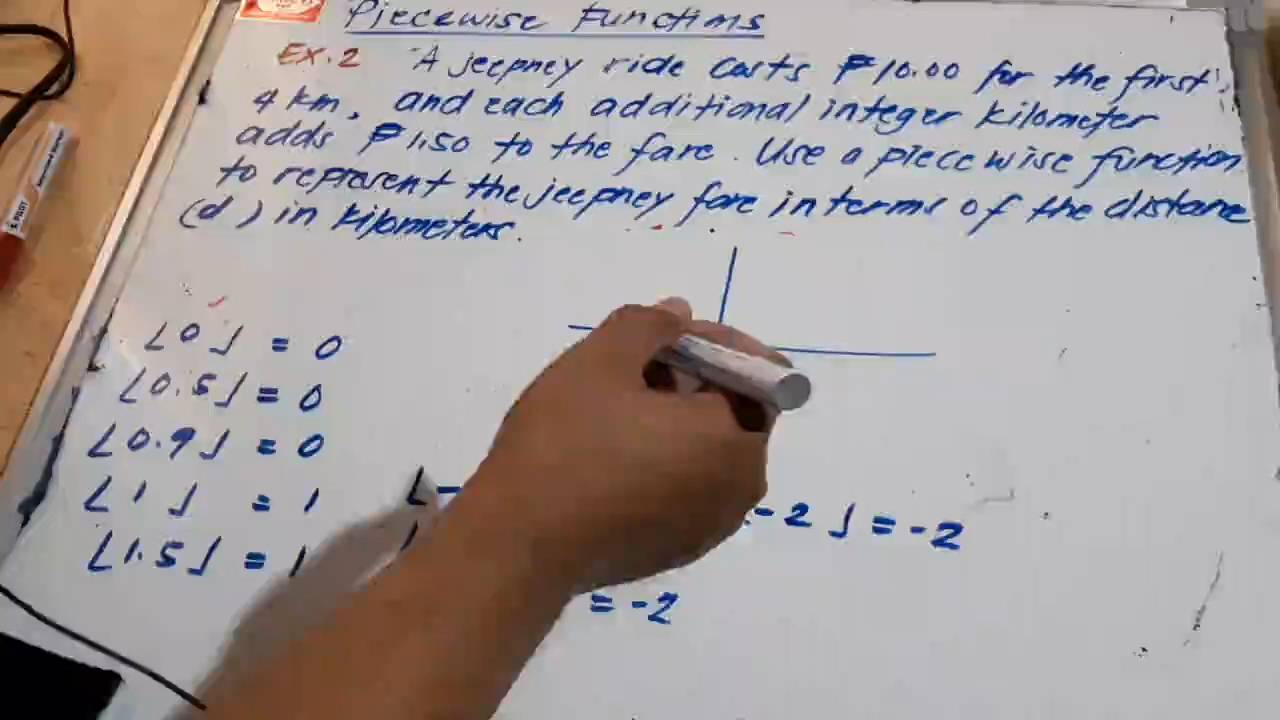 Piecewise Functions
Ex. 2 A jeepney ride costs ₱10.00 for the first
4 km, and each additional integer kilometer
adds ₱1.50 to the fare. Use a piecewise function
to represent the jeepney fare in terms of the distance
(d) in kilometers.
⌊0⌋ = 0
⌊0.5⌋ = 0
⌊0.9⌋ = 0
⌊1⌋ = 1
⌊1.5⌋ = 1
⌊-
-2⌋ = -2
= -2
PILOT